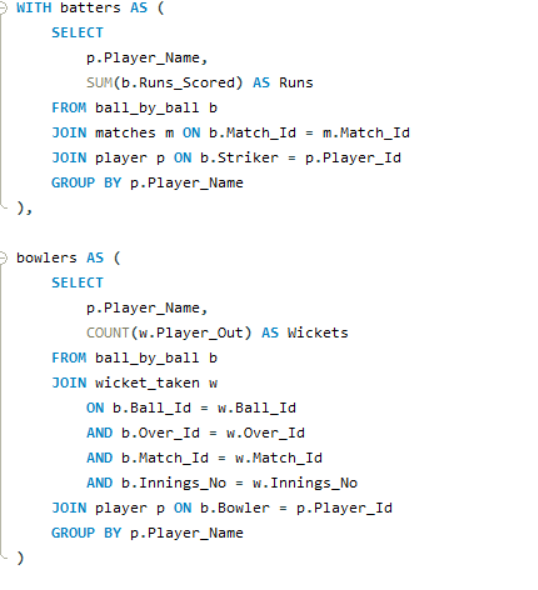 WITH batters AS (
SELECT
p.Player_Name,
SUM(b.Runs_Scored) AS Runs
FROM ball_by_ball b
JOIN matches m ON b.Match_Id = m.Match_Id
JOIN player p ON b.Striker = p.Player_Id
GROUP BY p.Player_Name
),
bowlers AS (
SELECT
p.Player_Name,
COUNT(w.Player_Out) AS Wickets
FROM ball_by_ball b
JOIN wicket_taken w
ON b.Ball_Id = w.Ball_Id
AND b.Over_Id = w.Over_Id
AND b.Match_Id = w.Match_Id
AND b.Innings_No = w.Innings_No
JOIN player p ON b.Bowler = p.Player_Id
GROUP BY p.Player_Name
)